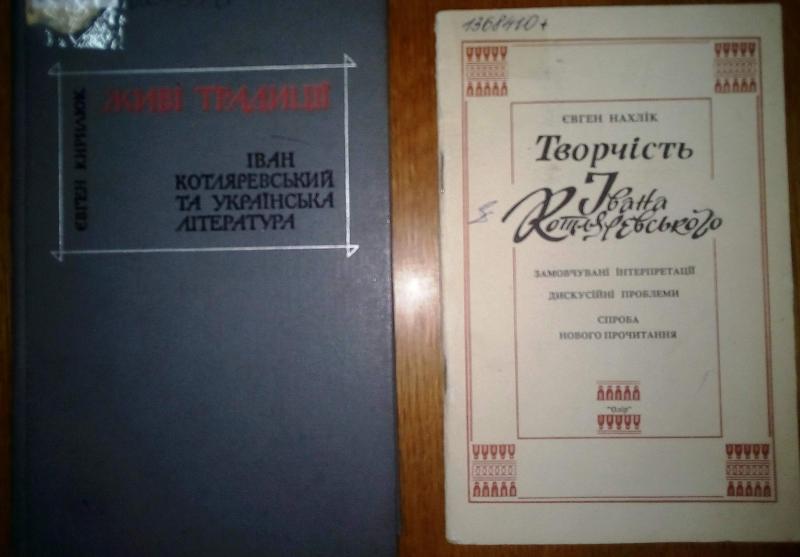 ЄВГЕН КИРИЛЮК
ЖИВІ ТРАДИЦІЇ
ІВАН
КОТЛЯРЕВСЬКИЙ
ТА УКРАЇНСЬКА
ЛІТЕРАТУРА
1368410+
ЄВГЕН НАХЛІК
Творчість
Івана
Котляревського
ЗАМОВЧУВАНІ ІНТЕРПРЕТАЦІЇ
ДИСКУСІЙНІ ПРОБЛЕМИ
СПРОБА
НОВОГО ПРОЧИТАННЯ
"Озір"